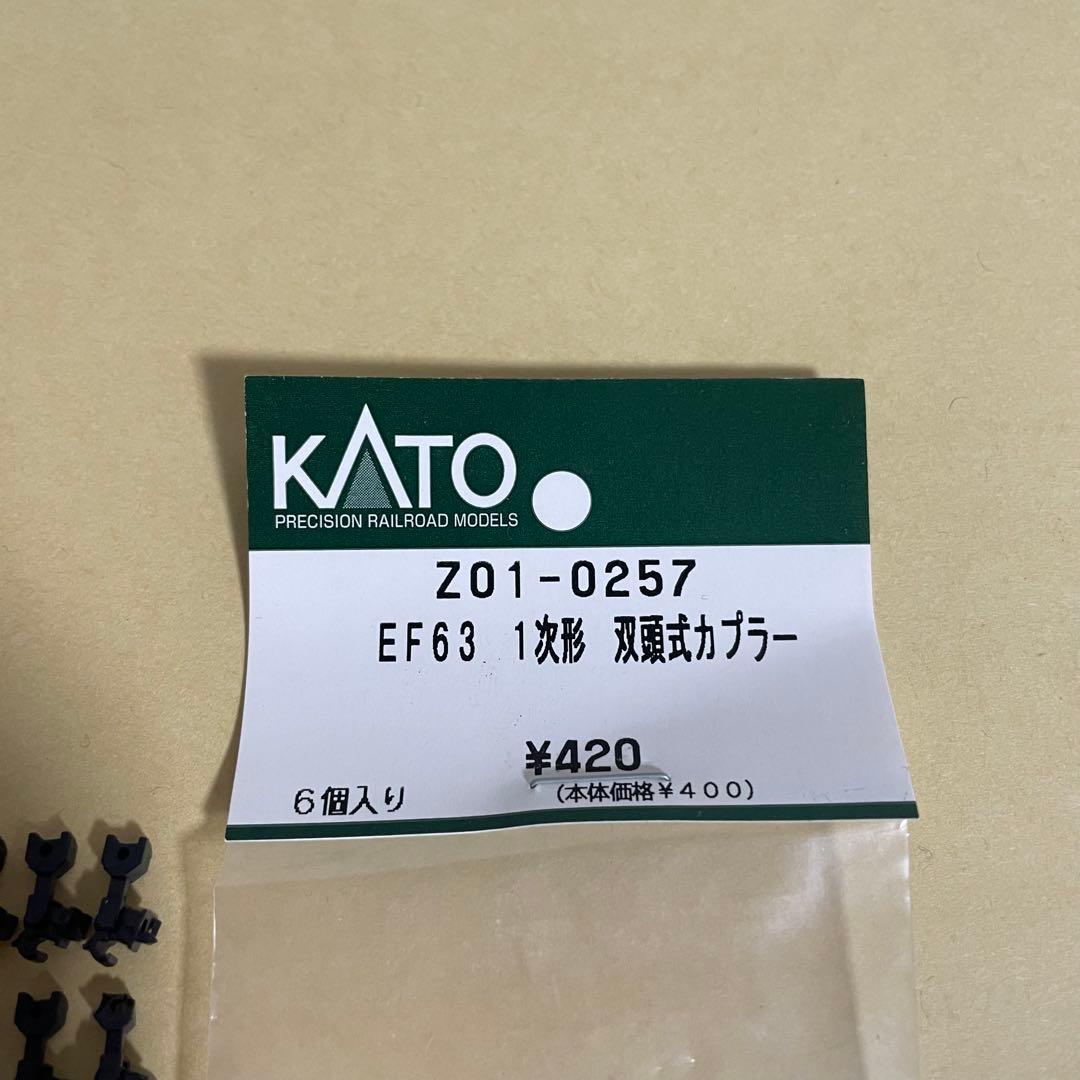 KATO
PRECISION RAILROAD MODELS
Z01-0257
EF63 1次形 双頭式カプラー
¥420
6個入り
(本体価格¥400)